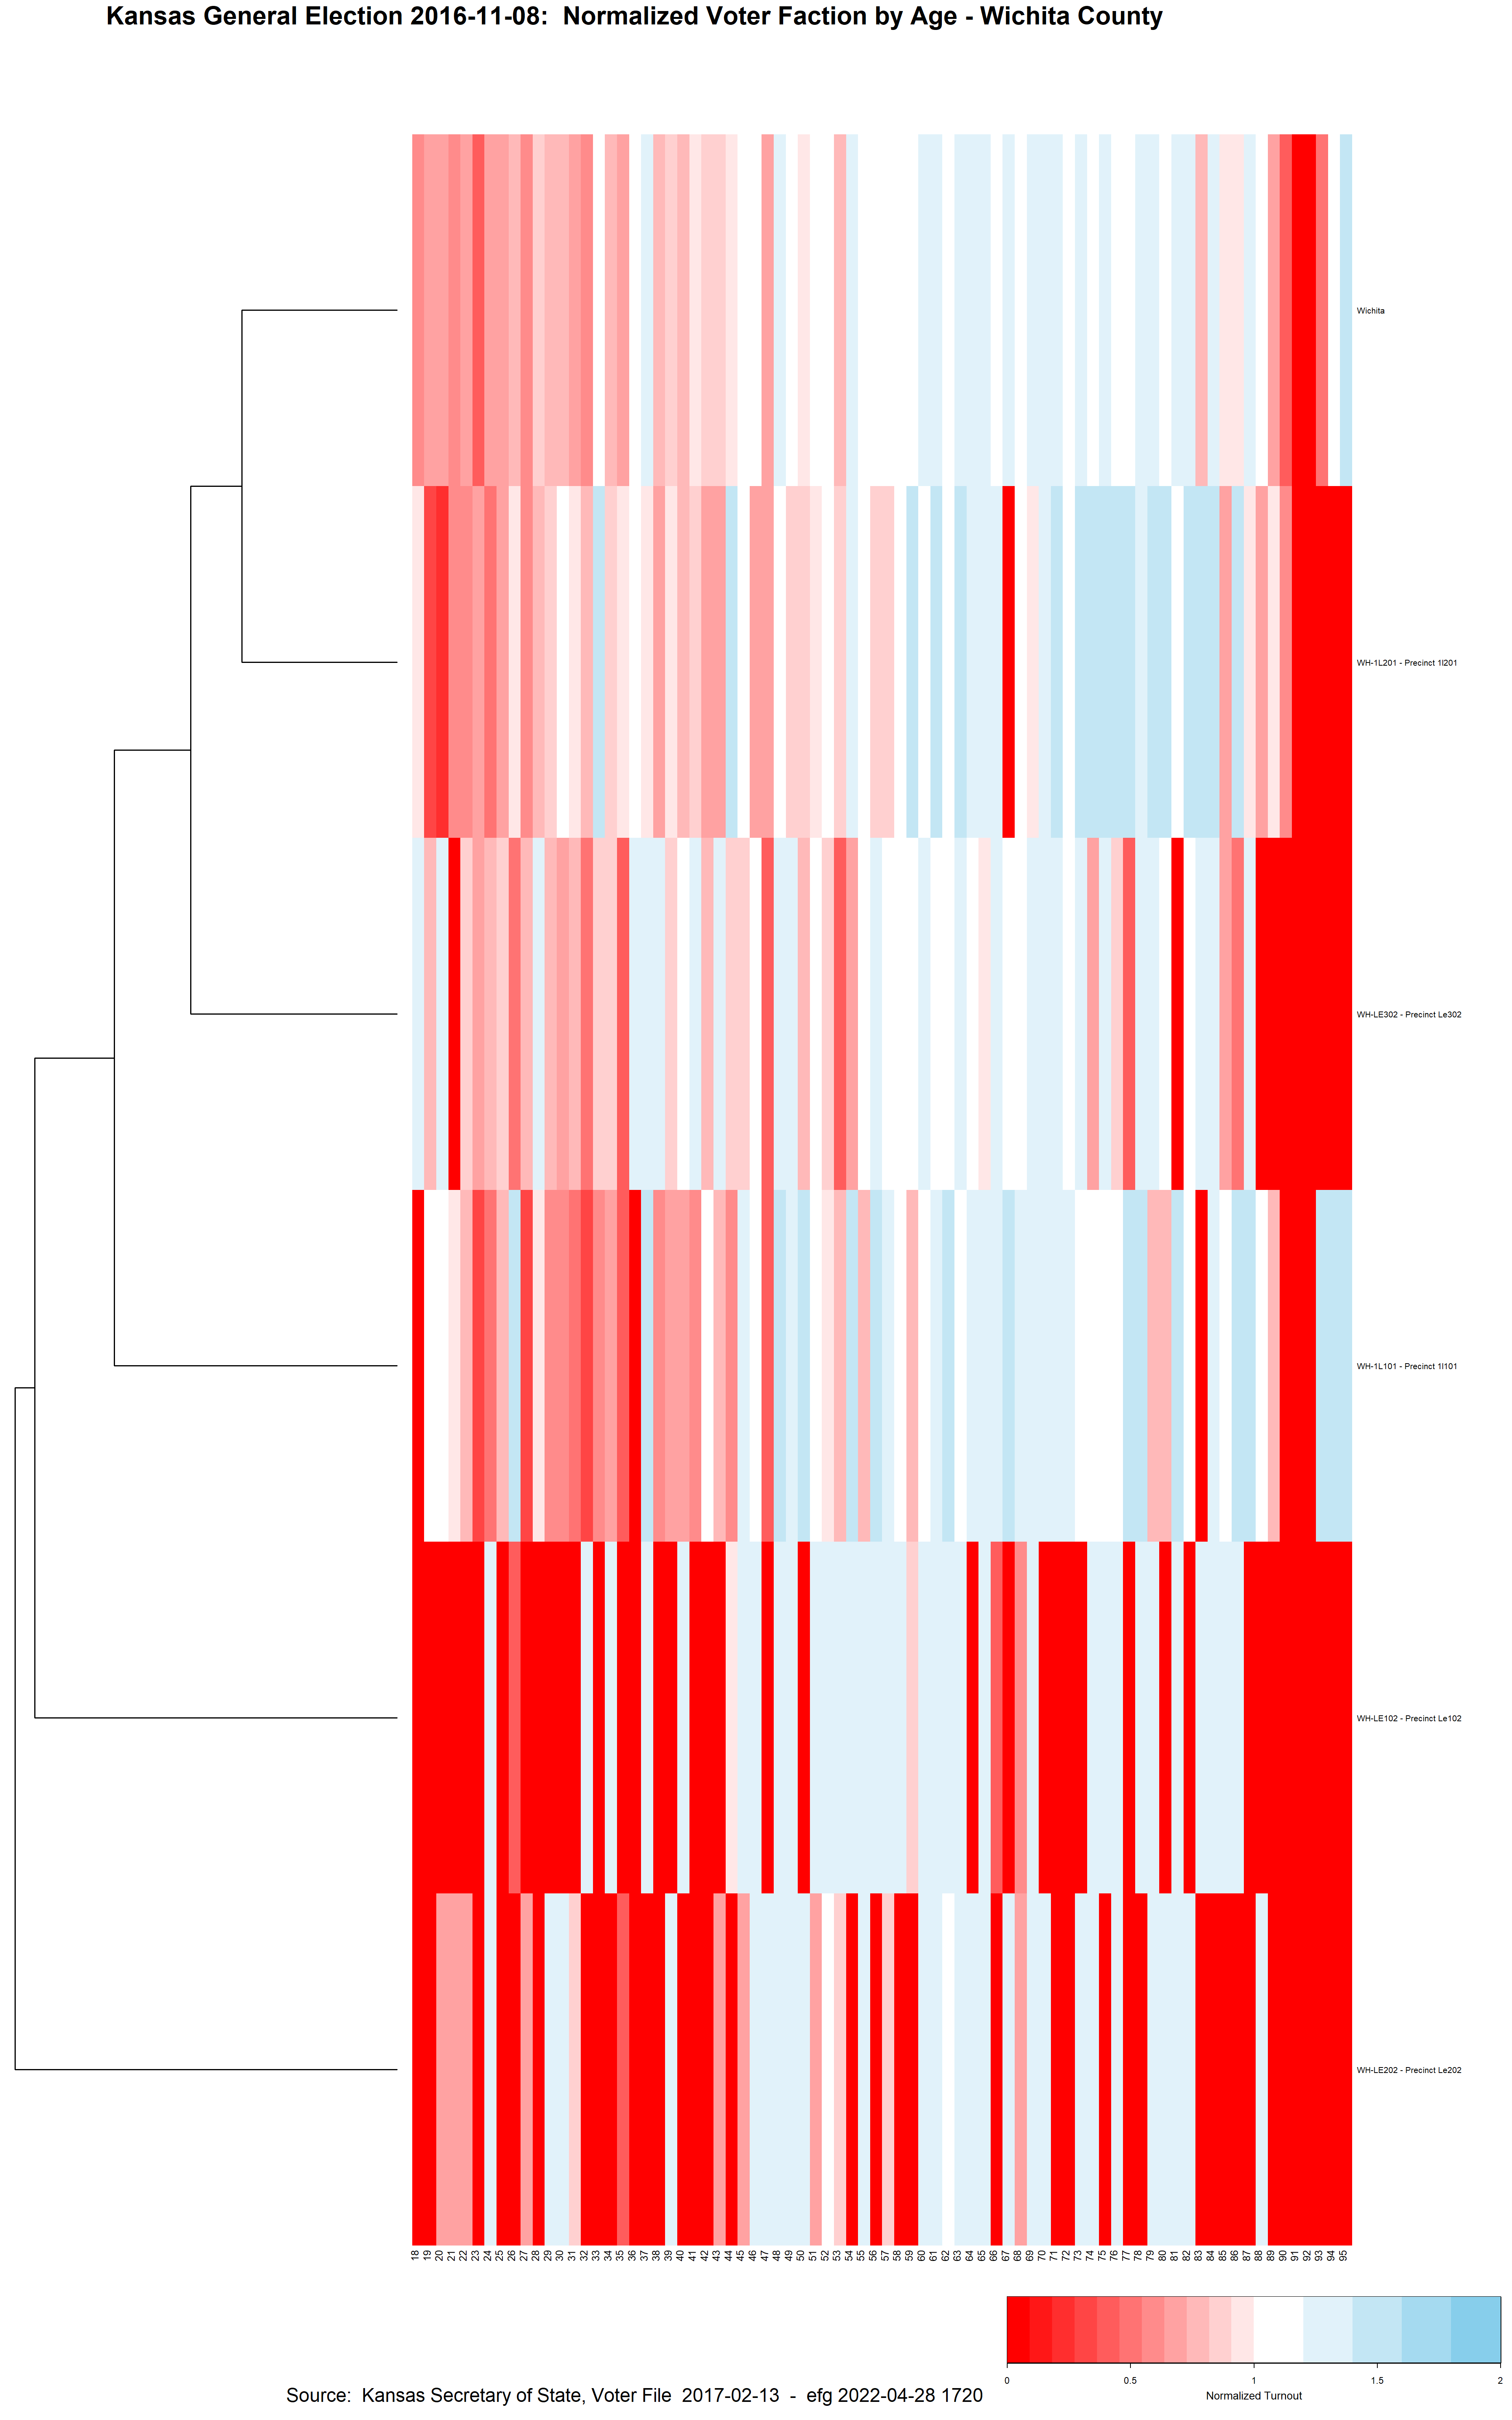 Kansas General Election 2016-11-08:  Normalized Voter Faction by Age - Wichita County
Wichita
WH-1L201 - Precinct 1l201
WH-LE302 - Precinct Le302
WH-1L101 - Precinct 1l101
WH-LE102 - Precinct Le102
WH-LE202 - Precinct Le202
18 19 20 21 22 23 24 25 26 27 28 29 30 31 32 33 34 35 36 37 38 39 40 41 42 43 44 45 46 47 48 49 50 51 52 53 54 55 56 57 58 59 60 61 62 63 64 65 66 67 68 69 70 71 72 73 74 75 76 77 78 79 80 81 82 83 84 85 86 87 88 89 90 91 92 93 94 95
0 0.5 1 1.5 2
Normalized Turnout
Source:  Kansas Secretary of State, Voter File  2017-02-13  -  efg 2022-04-28 1720